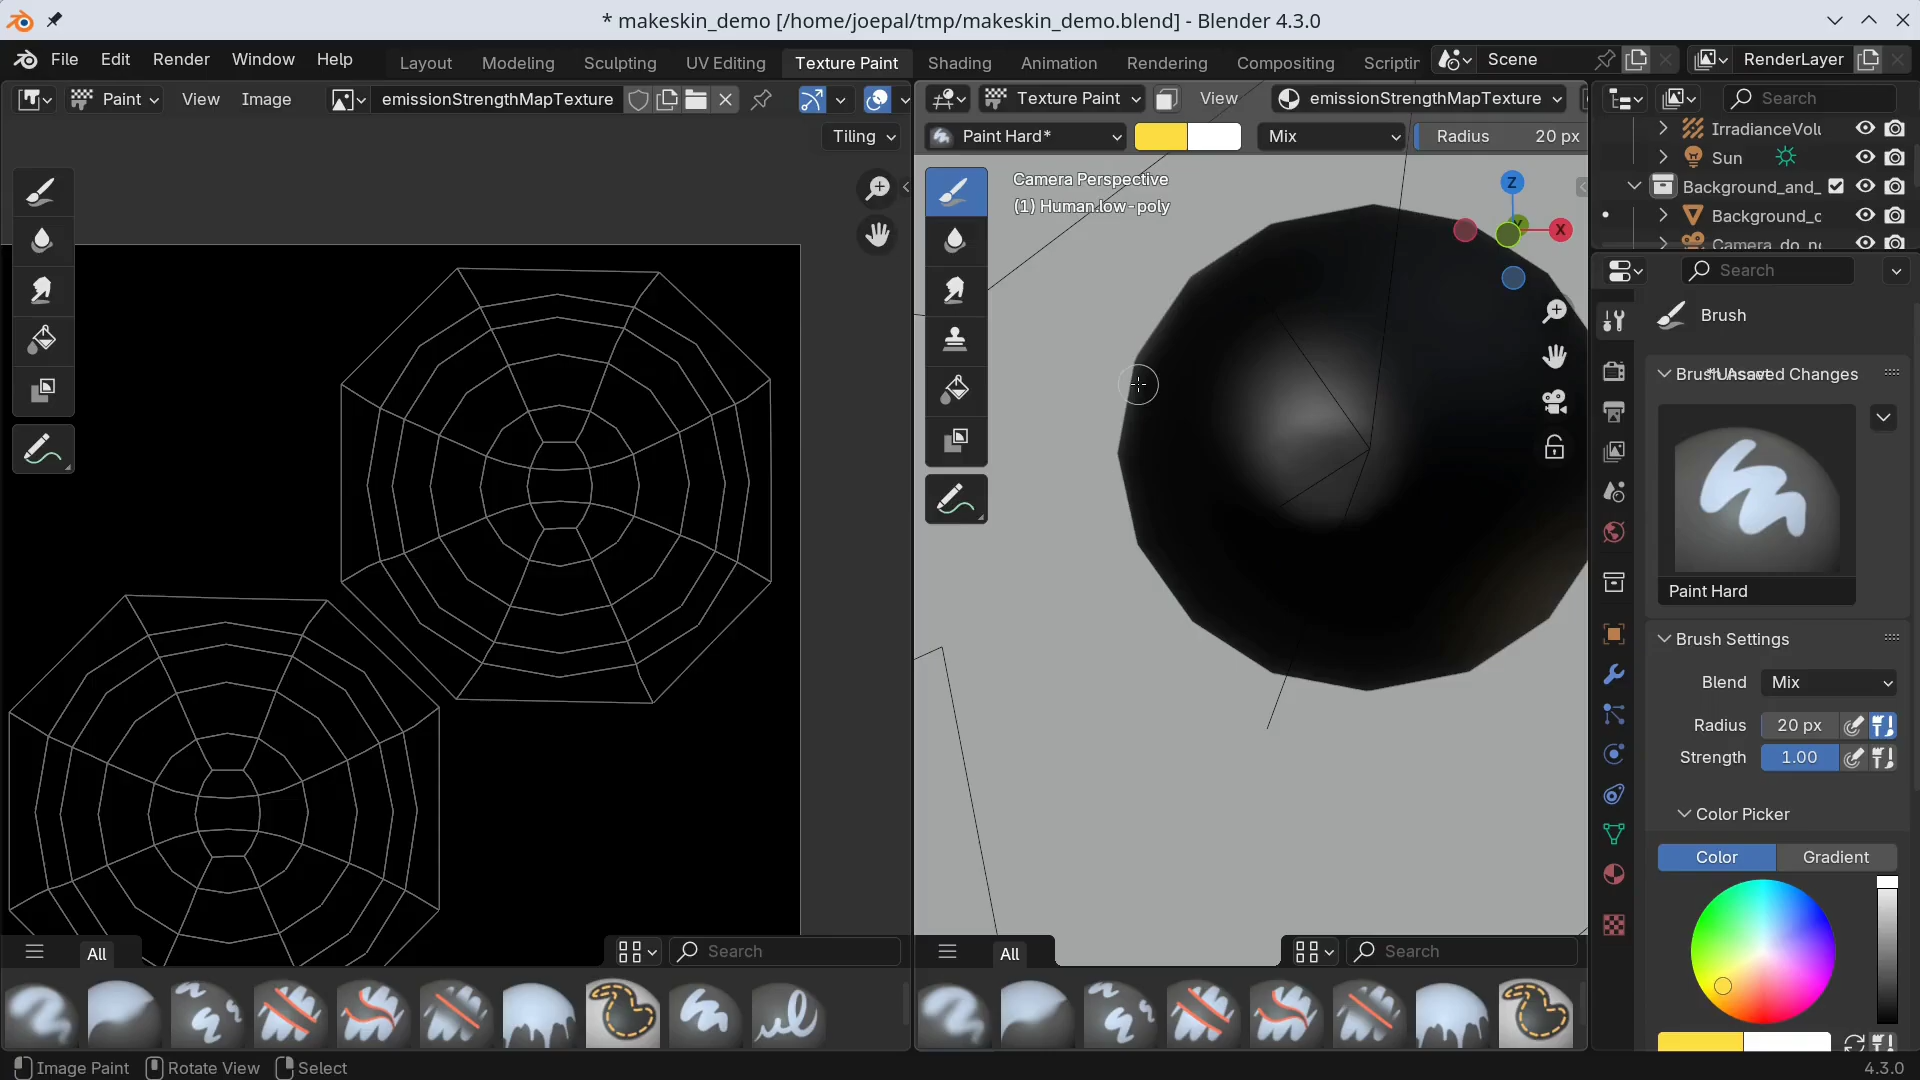 * makeskin_demo [/home/joepal/tmp/makeskin_demo.blend] - Blender 4.3.0
File Edit Render Window Help Layout Modeling Sculpting UV Editing Texture Paint Shading Animation Rendering Compositing Scriptin Scene RenderLayer
Paint View Image emissionStrengthMapTexture
Tiling
Texture Paint View emissionStrengthMapTexture
Paint Hard* Mix Radius 20 px
Camera Perspective
(1) Human.low-poly
Z
Y
X
Search
IrradianceVolu
Sun
Background_and_
Background_c
Camera_do_no
Search
Brush
Brush Asset
*Unsaved Changes
Paint Hard
Brush Settings
Blend Mix
Radius 20 px
Strength 1.00
Color Picker
Color Gradient
All Search
All Search
Image Paint Rotate View Select 4.3.0